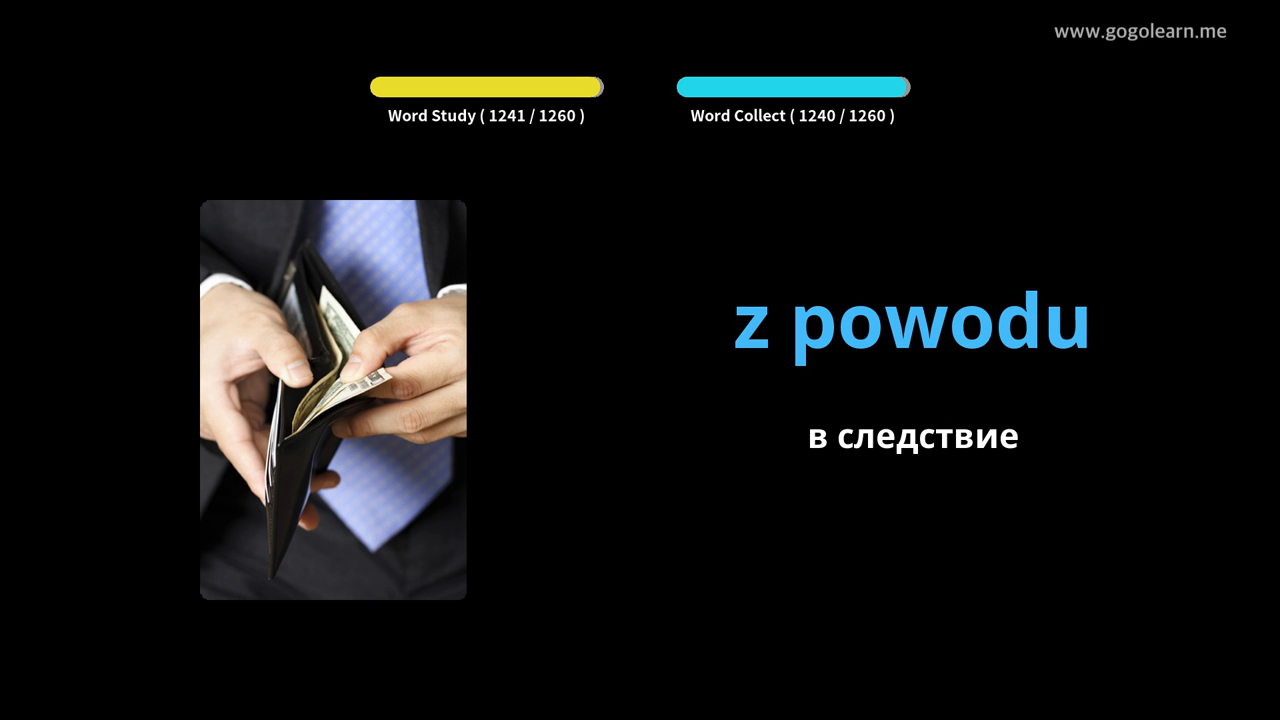 www.gogolearn.me
Word Study ( 1241 / 1260 )
Word Collect ( 1240 / 1260 )
z powodu
в следствие